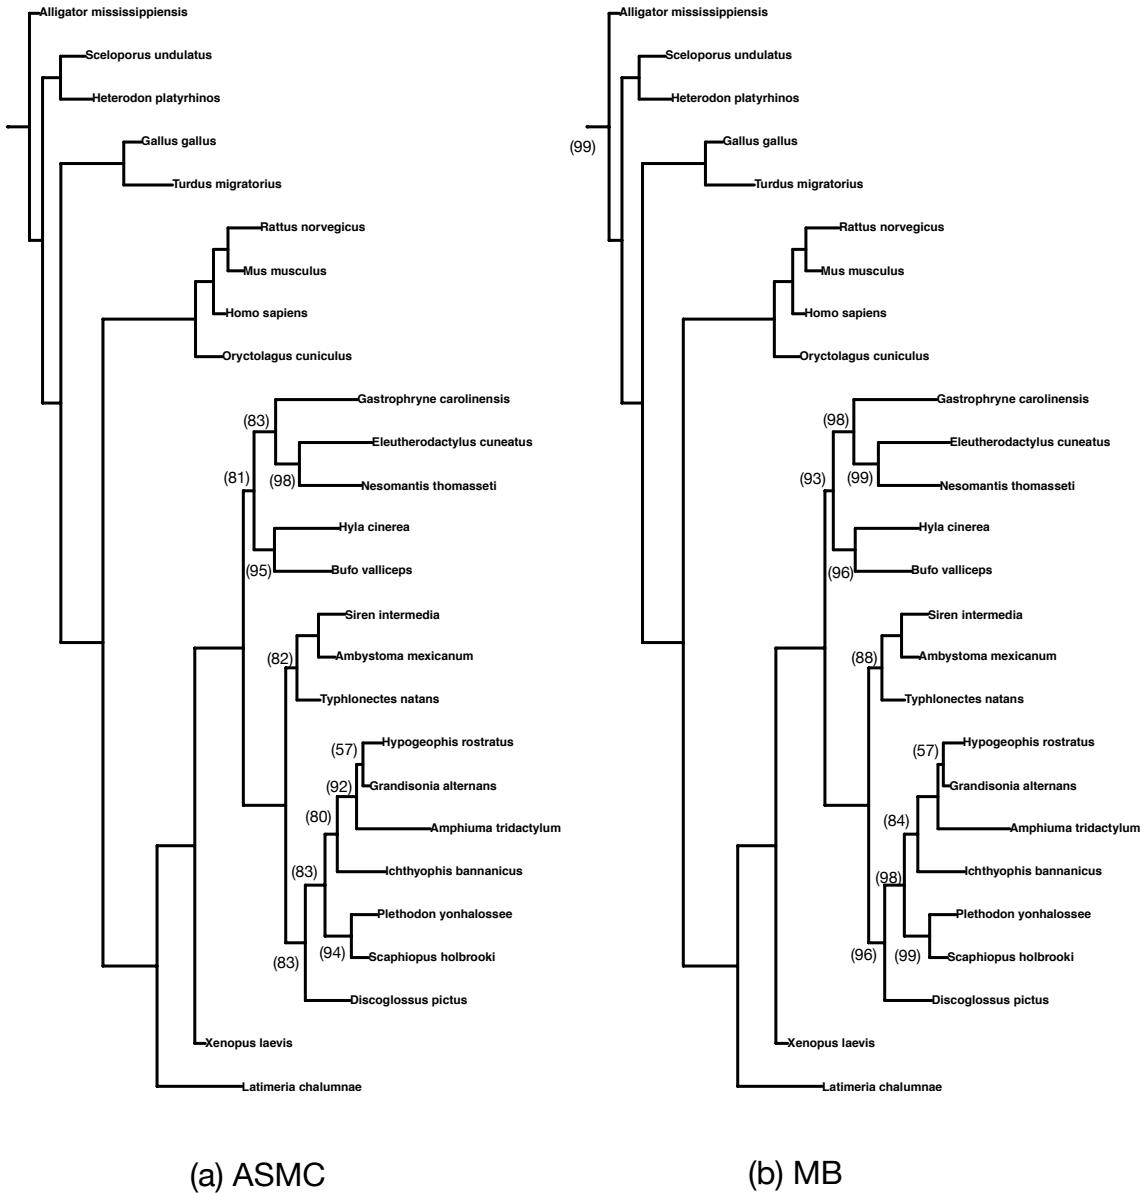 Alligator mississippiensis
Sceloporus undulatus
Heterodon platyrhinos
Gallus gallus
Turdus migratorius
Rattus norvegicus
Mus musculus
Homo sapiens
Oryctolagus cuniculus
Gastrophryne carolinensis
(83)
Eleutherodactylus cuneatus
(81)
(98)
Nesomantis thomasseti
Hyla cinerea
(95)
Bufo valliceps
Siren intermedia
(82)
Ambystoma mexicanum
Typhlonectes natans
Hypogeophis rostratus
(57)
(92)
Grandisonia alternans
(80)
Amphiuma tridactylum
(83)
Ichthyophis bannanicus
Plethodon yonhalossee
(94)
(83)
Scaphiopus holbrooki
Discoglossus pictus
Xenopus laevis
Latimeria chalumnae
(a) ASMC
Alligator mississippiensis
Sceloporus undulatus
Heterodon platyrhinos
(99)
Gallus gallus
Turdus migratorius
Rattus norvegicus
Mus musculus
Homo sapiens
Oryctolagus cuniculus
Gastrophryne carolinensis
(98)
Eleutherodactylus cuneatus
(93)
(99)
Nesomantis thomasseti
Hyla cinerea
(96)
Bufo valliceps
Siren intermedia
(88)
Ambystoma mexicanum
Typhlonectes natans
Hypogeophis rostratus
(57)
Grandisonia alternans
(84)
Amphiuma tridactylum
(98)
Ichthyophis bannanicus
Plethodon yonhalossee
(96)
(99)
Scaphiopus holbrooki
Discoglossus pictus
Xenopus laevis
Latimeria chalumnae
(b) MB